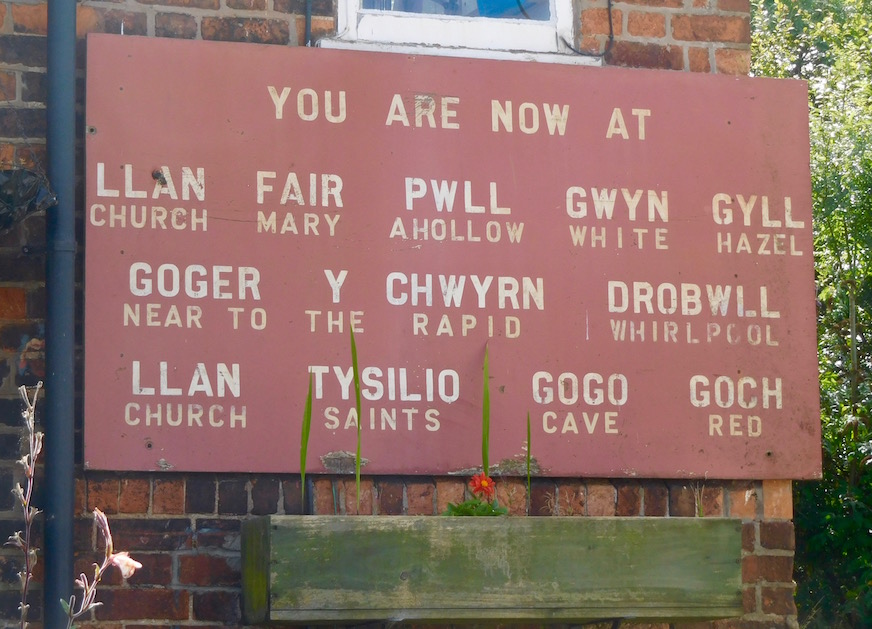 YOU ARE NOW AT
LLAN FAIR PWLL GWYN GYLL
CHURCH MARY AHOLLOW WHITE HAZEL
GOGER Y CHWYRN DROBWLL
NEAR TO THE RAPID WHIRLPOOL
LLAN TYSILIO GOGO GOCH
CHURCH SAINTS CAVE RED